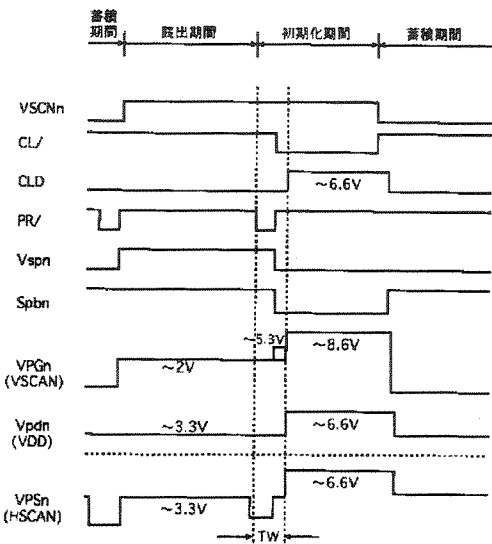 蓄積
期間
読出期間
初期化期間
蓄積期間
VSCNn
CL/
CLD
~6.6V
PR/
Vspn
Spbn
~5.3V
~8.6V
VPGn
(VSCAN)
~2V
Vpdn
(VDD)
~3.3V
~6.6V
~6.6V
VPSn
(HSCAN)
~3.3V
TW